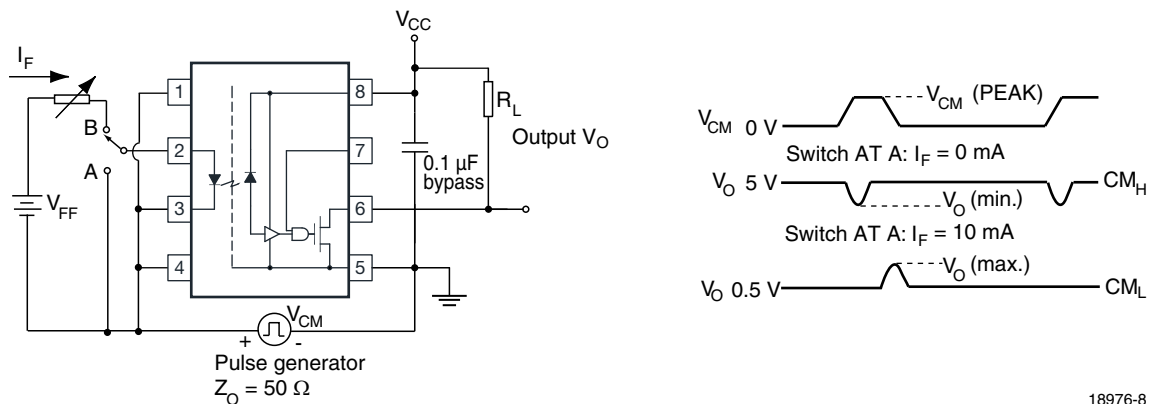 V_CC
I_F
B
A
V_FF
1
2
3
4
8
7
6
5
R_L
Output V_O
0.1 µF
bypass
V_CM
+ -
Pulse generator
Z_O = 50 Ω
V_CM (PEAK)
V_CM 0 V
Switch AT A: I_F = 0 mA
V_O 5 V
CM_H
V_O (min.)
Switch AT A: I_F = 10 mA
V_O (max.)
V_O 0.5 V
CM_L
18976-8